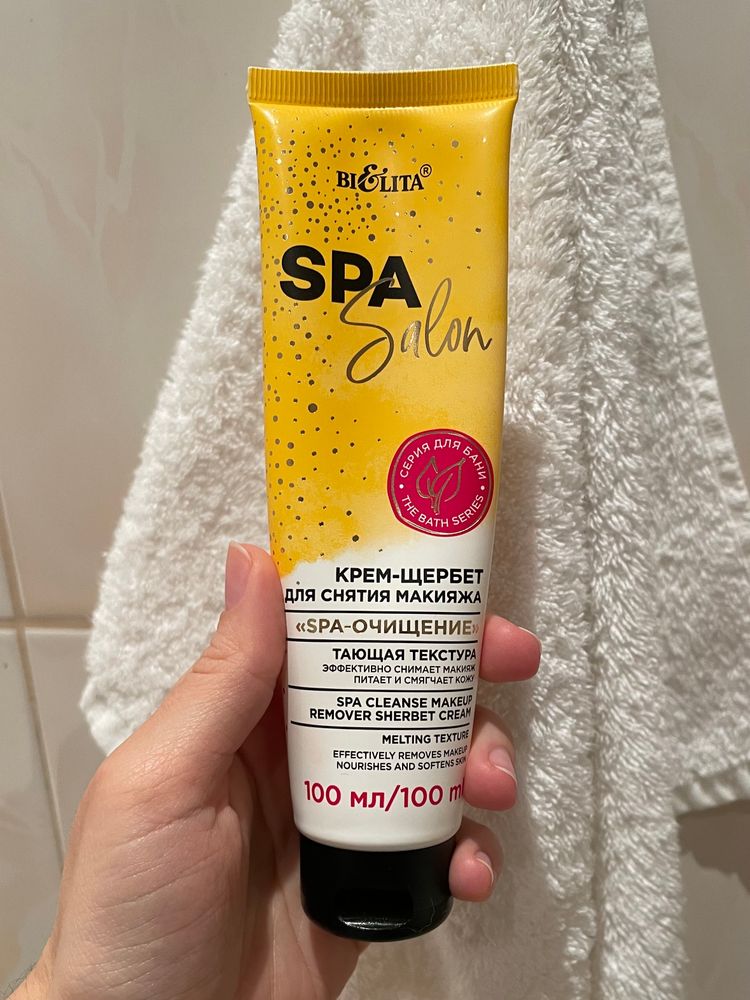 BI&LITA®
SPA
Salon
СЕРИЯ ДЛЯ БАНИ
THE BATH SERIES
КРЕМ-ЩЕРБЕТ
ДЛЯ СНЯТИЯ МАКИЯЖА
«SPA-ОЧИЩЕНИЕ»
ТАЮЩАЯ ТЕКСТУРА
ЭФФЕКТИВНО СНИМАЕТ МАКИЯЖ
ПИТАЕТ И СМЯГЧАЕТ КОЖУ
SPA CLEANSE MAKEUP
REMOVER SHERBET CREAM
MELTING TEXTURE
EFFECTIVELY REMOVES MAKEUP
NOURISHES AND SOFTENS SKIN
100 мл/100 ml